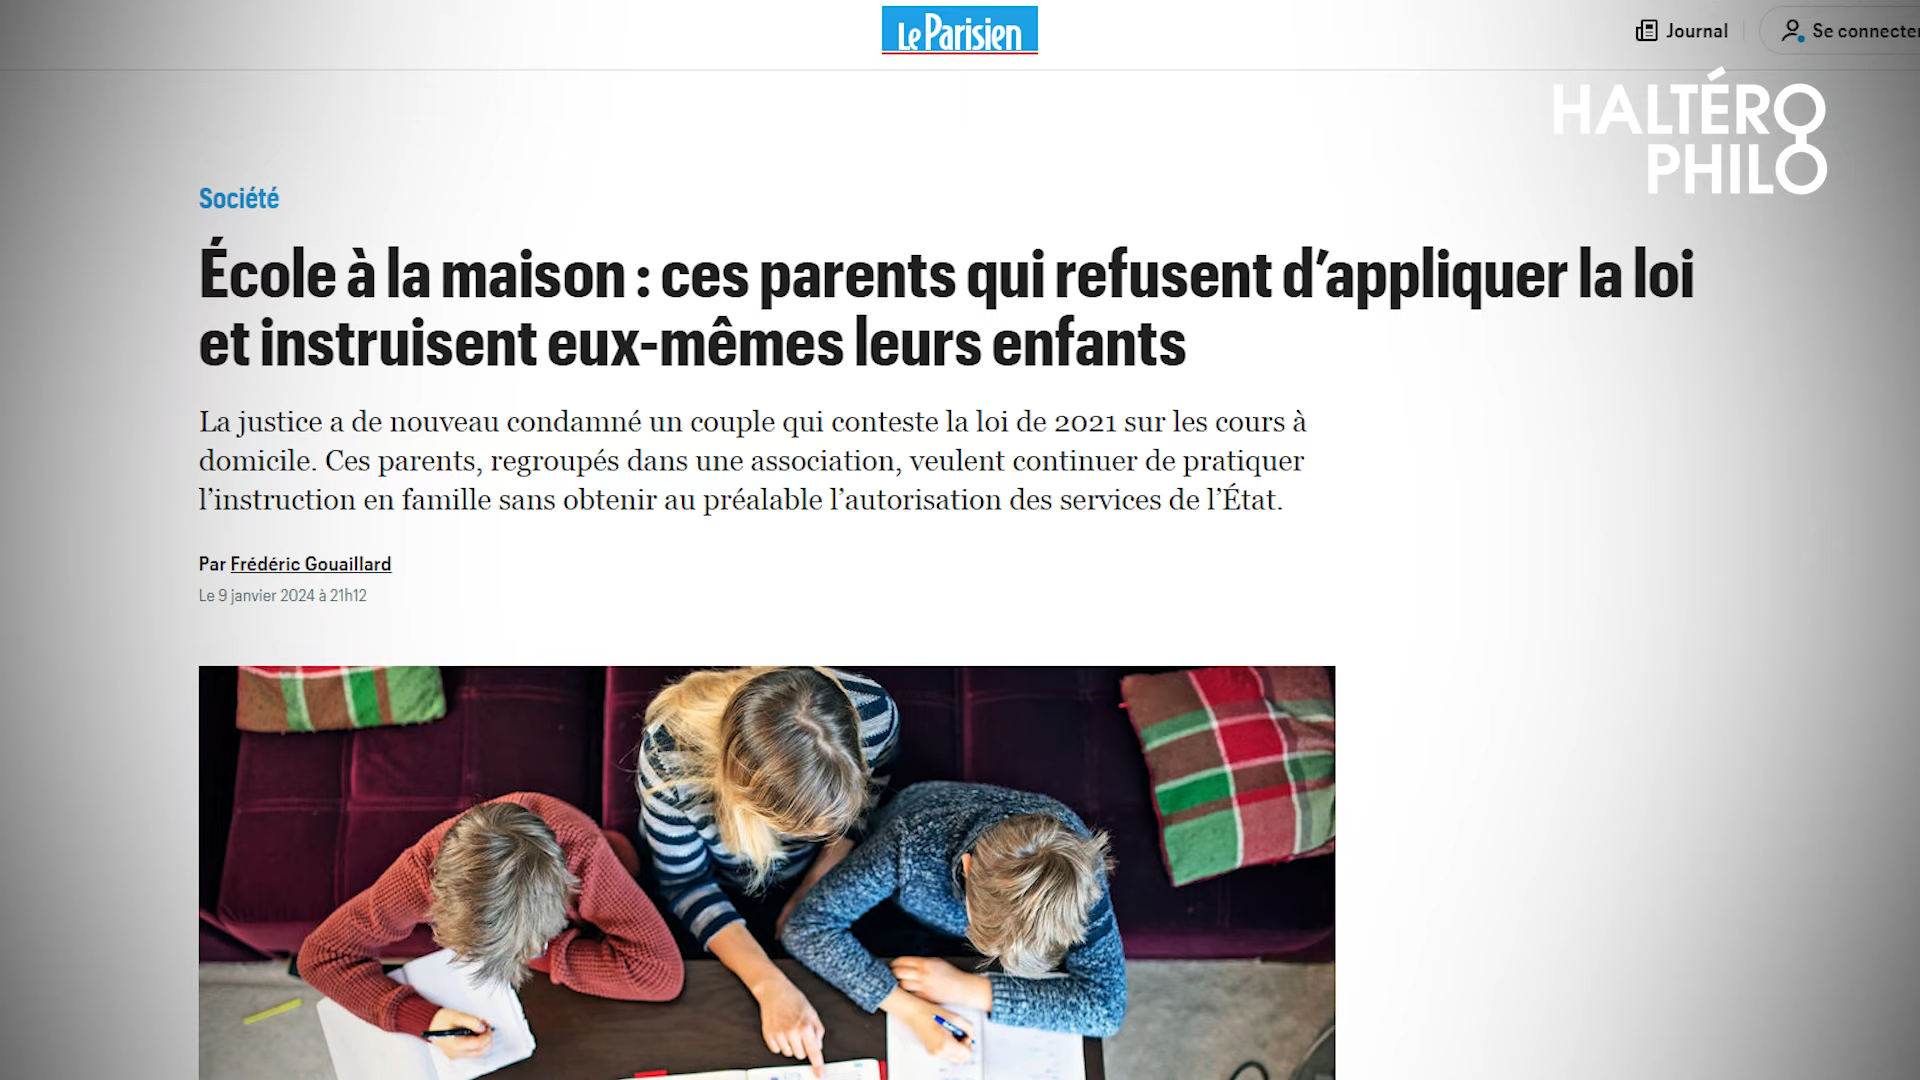 Le Parisien
Journal
Se connecter
HALTÉRO
PHILO
Société
École à la maison : ces parents qui refusent d’appliquer la loi
et instruisent eux-mêmes leurs enfants
La justice a de nouveau condamné un couple qui conteste la loi de 2021 sur les cours à
domicile. Ces parents, regroupés dans une association, veulent continuer de pratiquer
l’instruction en famille sans obtenir au préalable l’autorisation des services de l’État.
Par Frédéric Gouaillard
Le 9 janvier 2024 à 21h12